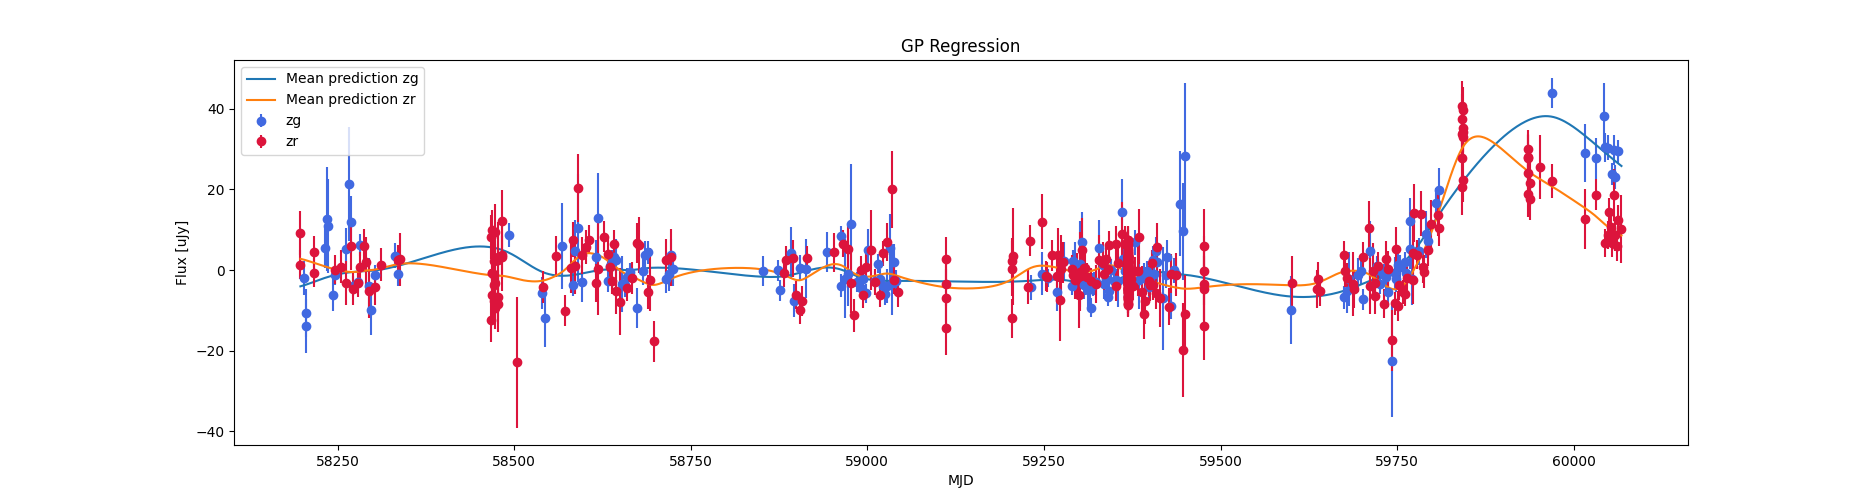 GP Regression
Mean prediction zg
Mean prediction zr
zg
zr
Flux [uJy]
40
20
0
−20
−40
58250
58500
58750
59000
59250
59500
59750
60000
MJD